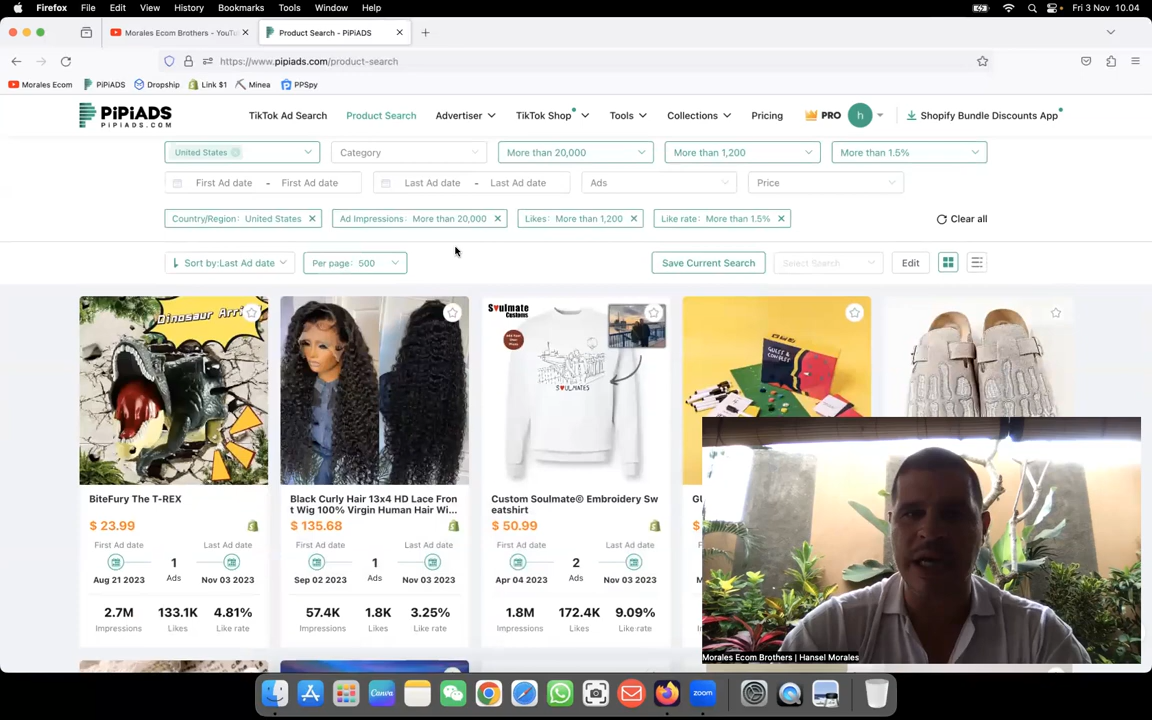 Firefox File Edit View History Bookmarks Tools Window Help
Fri 3 Nov 10.04
Morales Ecom Brothers - YouTu
Product Search - PiPiADS
https://www.pipiads.com/product-search
Morales Ecom PiPiADS Dropship Link $1 Minea PPSpy
PiPiADS
PIPIADS.COM
TikTok Ad Search Product Search Advertiser TikTok Shop Tools Collections Pricing PRO h Shopify Bundle Discounts App
United States Category More than 20,000 More than 1,200 More than 1.5%
First Ad date - First Ad date Last Ad date - Last Ad date Ads Price
Country/Region: United States Ad Impressions: More than 20,000 Likes: More than 1,200 Like rate: More than 1.5% Clear all
Sort by:Last Ad date Per page: 500 Save Current Search Select Search Edit
Dinosaur Arri
Soulmate
Customs
SOULMATES
BiteFury The T-REX
$ 23.99
First Ad date Last Ad date
1
Aug 21 2023 Ads Nov 03 2023
2.7M 133.1K 4.81%
Impressions Likes Like rate
Black Curly Hair 13x4 HD Lace Fron
t Wig 100% Virgin Human Hair Wi...
$ 135.68
First Ad date Last Ad date
1
Sep 02 2023 Ads Nov 03 2023
57.4K 1.8K 3.25%
Impressions Likes Like rate
Custom Soulmate© Embroidery Sw
eatshirt
$ 50.99
First Ad date Last Ad date
2
Apr 04 2023 Ads Nov 03 2023
1.8M 172.4K 9.09%
Impressions Likes Like rate
Morales Ecom Brothers | Hansel Morales
Canva
zoom